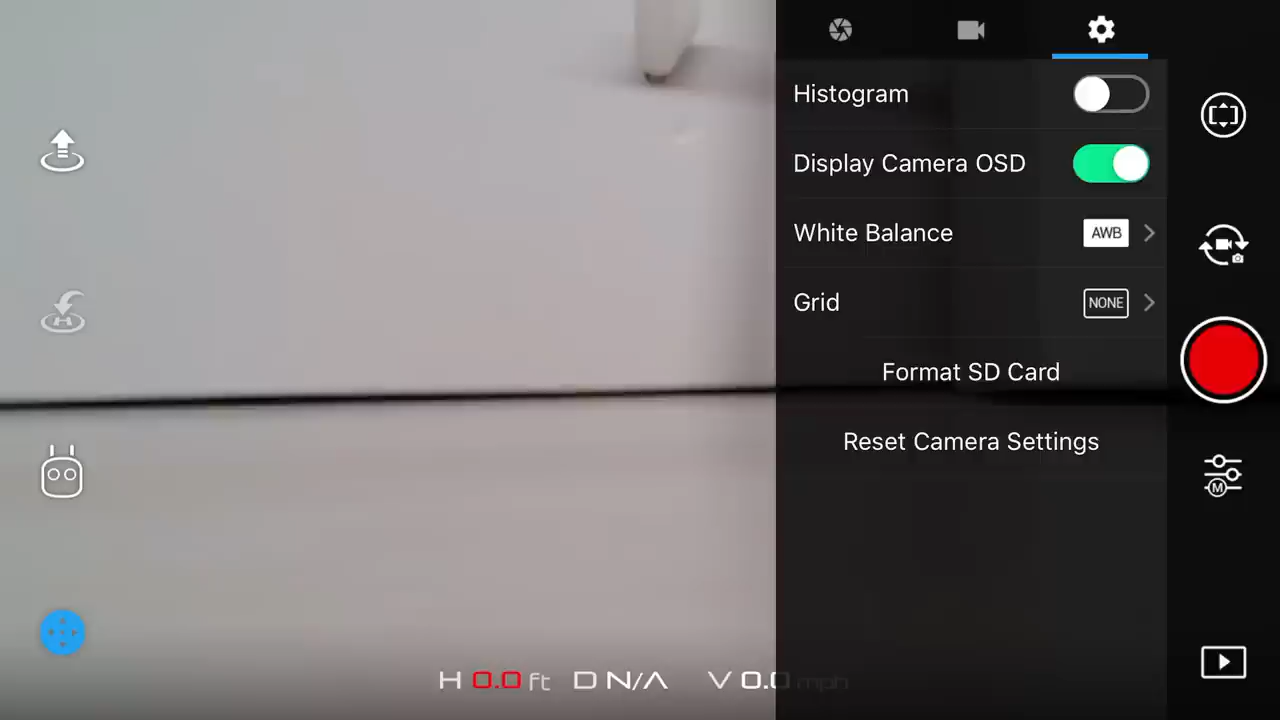 Histogram
Display Camera OSD
White Balance AWB
Grid NONE
Format SD Card
Reset Camera Settings
M
H 0.0 ft D N/A V 0.0 mph